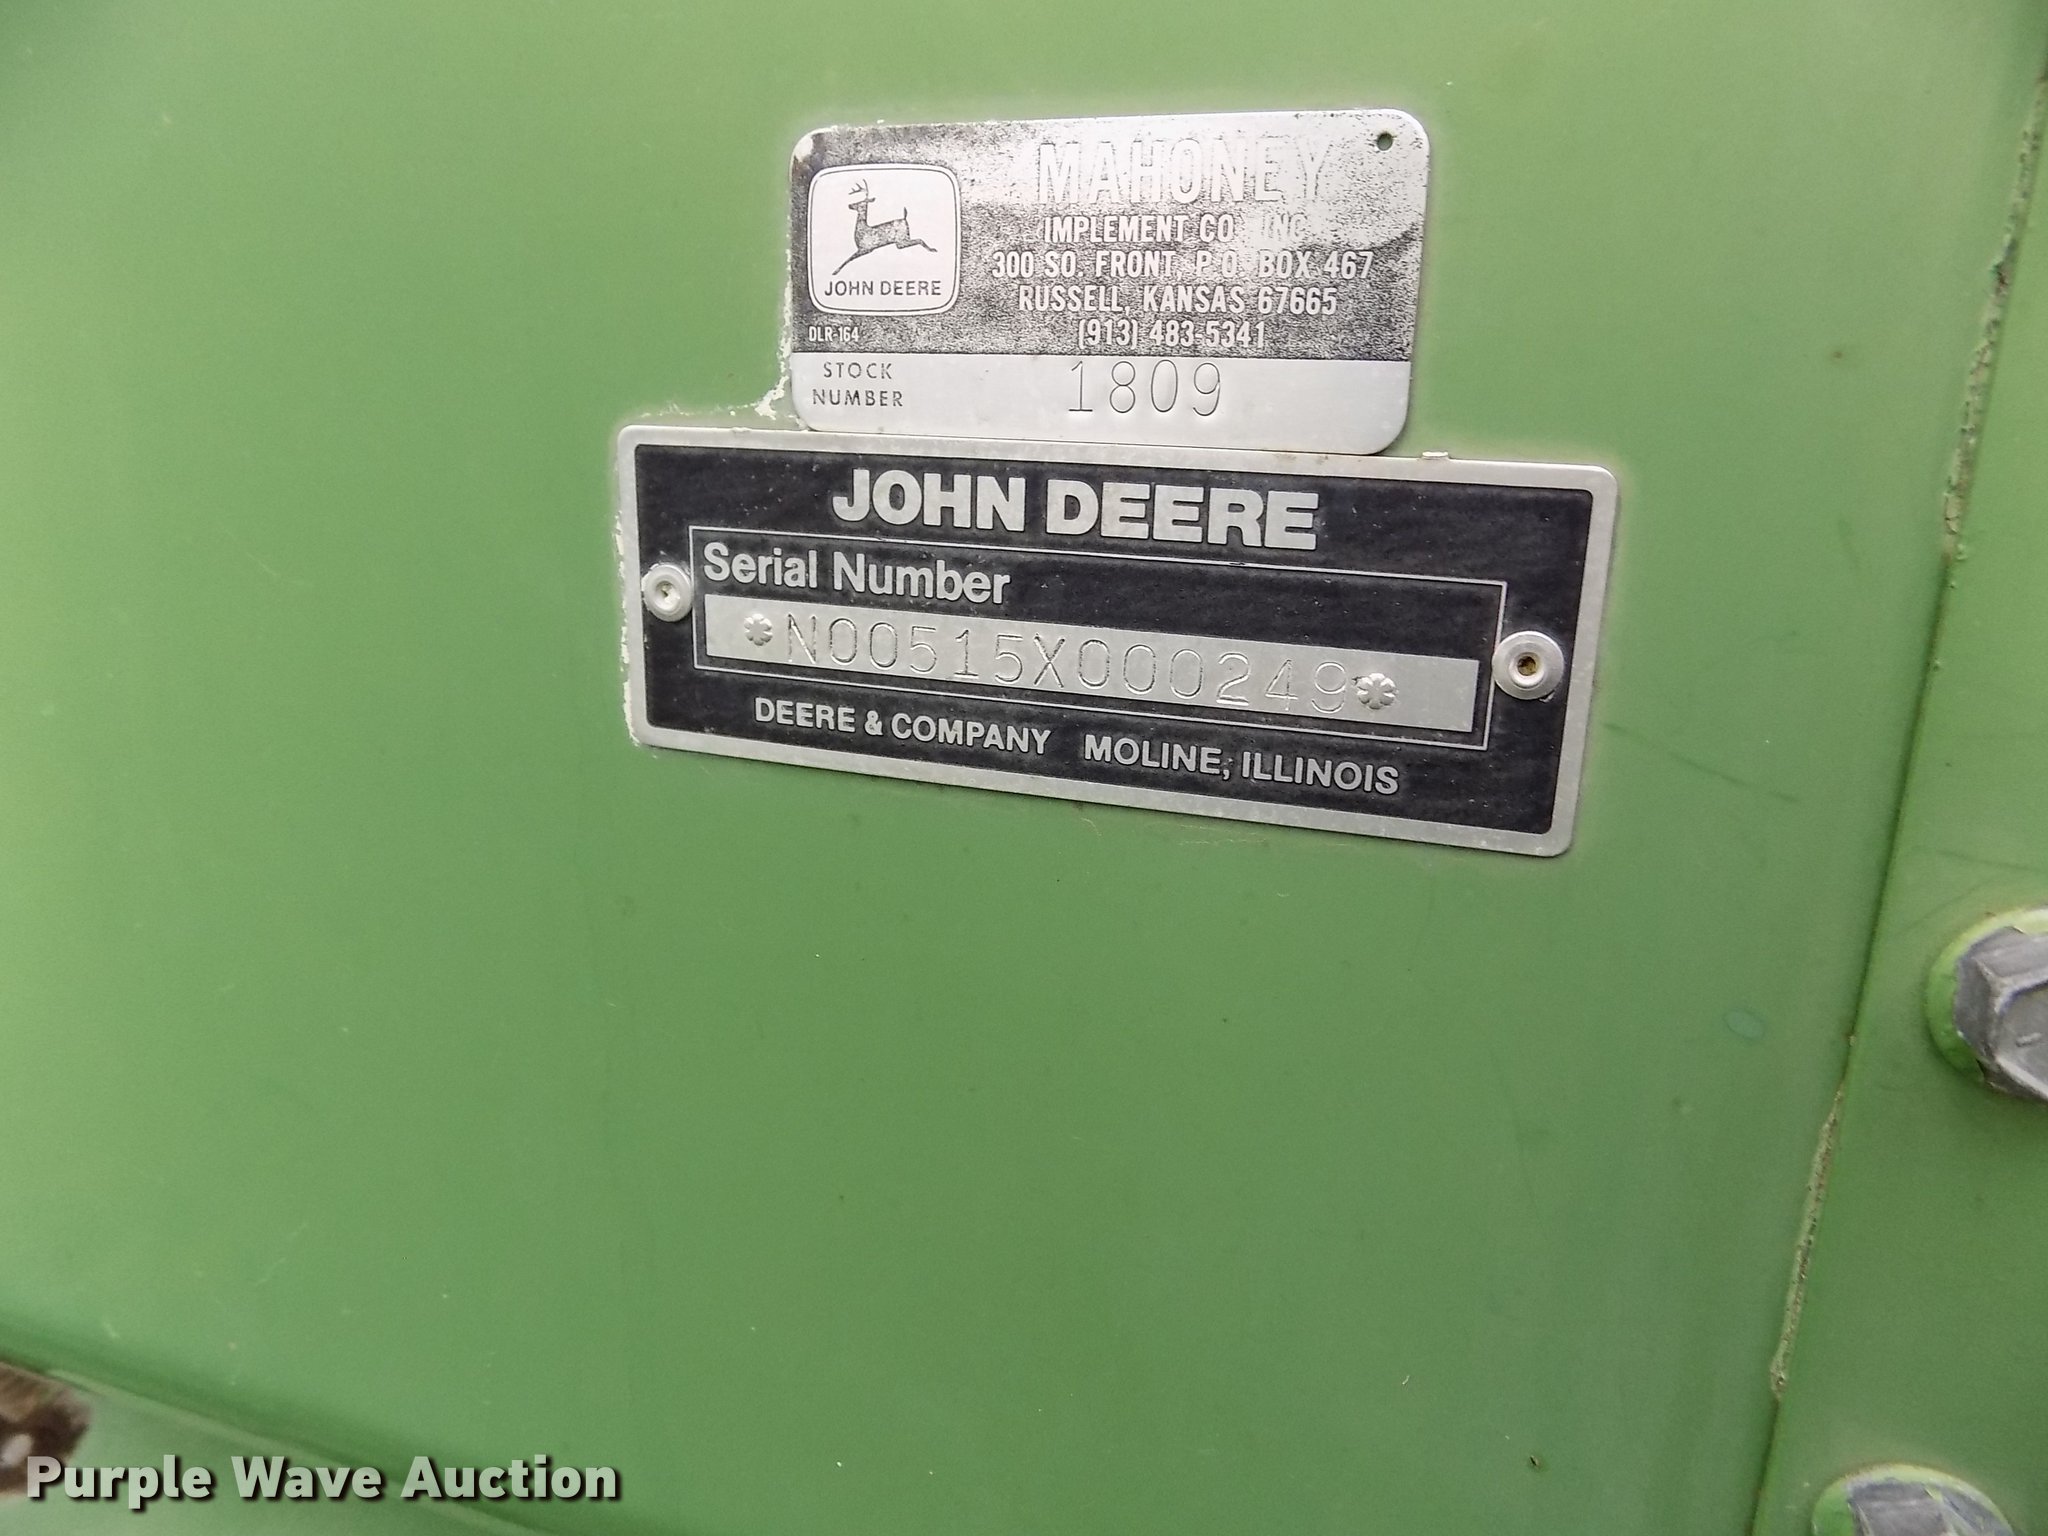 MAHONEY
IMPLEMENT CO., INC.
300 SO. FRONT, P.O. BOX 467
RUSSELL, KANSAS 67665
(913) 483-5341
JOHN DEERE
DLR-164
STOCK
NUMBER
1809
JOHN DEERE
Serial Number
*N00515X000249*
DEERE & COMPANY MOLINE, ILLINOIS
Purple Wave Auction